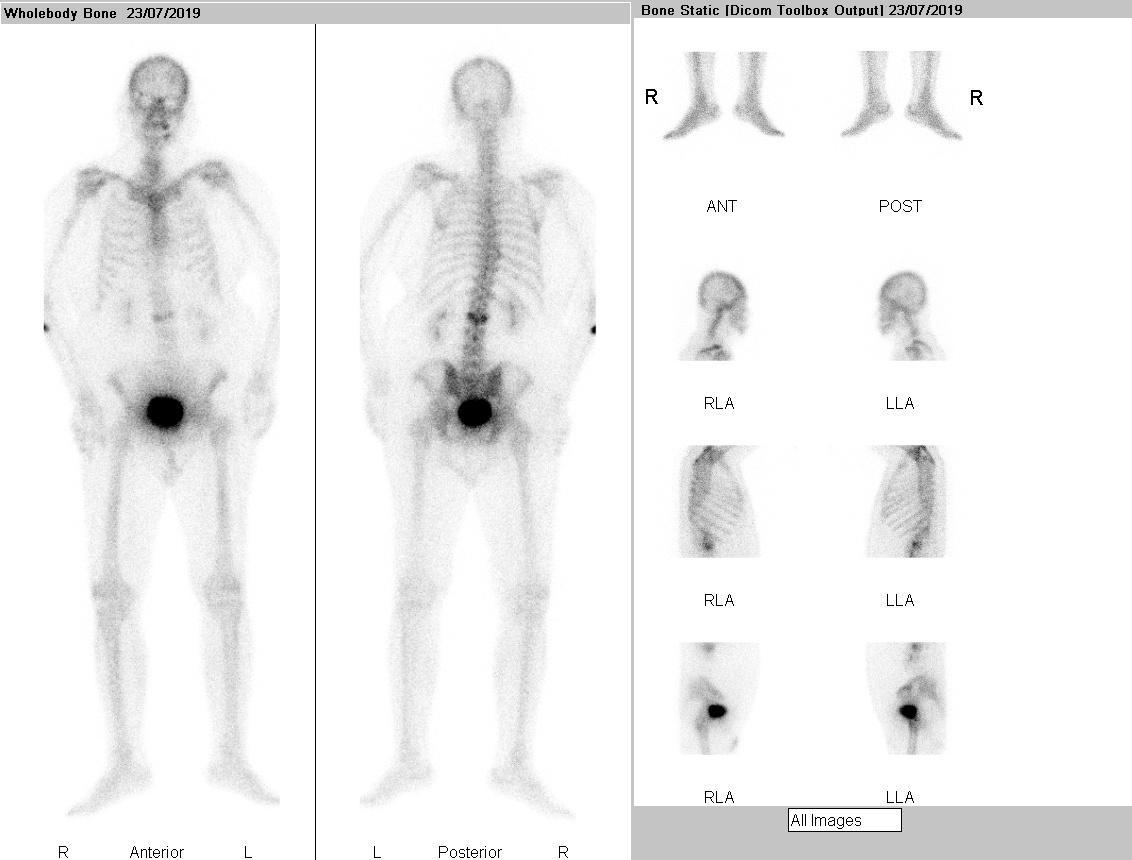 Wholebody Bone 23/07/2019
R Anterior L
L Posterior R
Bone Static [Dicom Toolbox Output] 23/07/2019
R R
ANT POST
RLA LLA
RLA LLA
RLA LLA
All Images